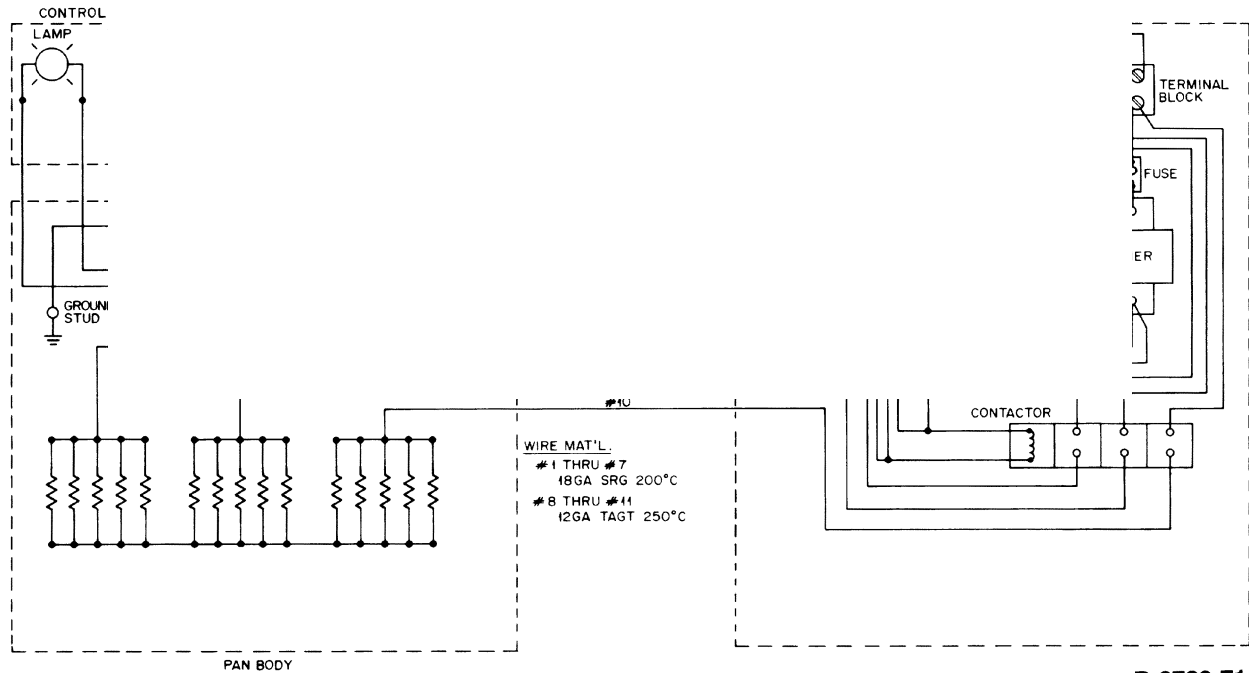 CONTROL
LAMP
TERMINAL
BLOCK
FUSE
ER
GROUN
STUD
#10
CONTACTOR
WIRE MAT'L.
#1 THRU #7
18GA SRG 200°C
#8 THRU #11
12GA TAGT 250°C
PAN BODY